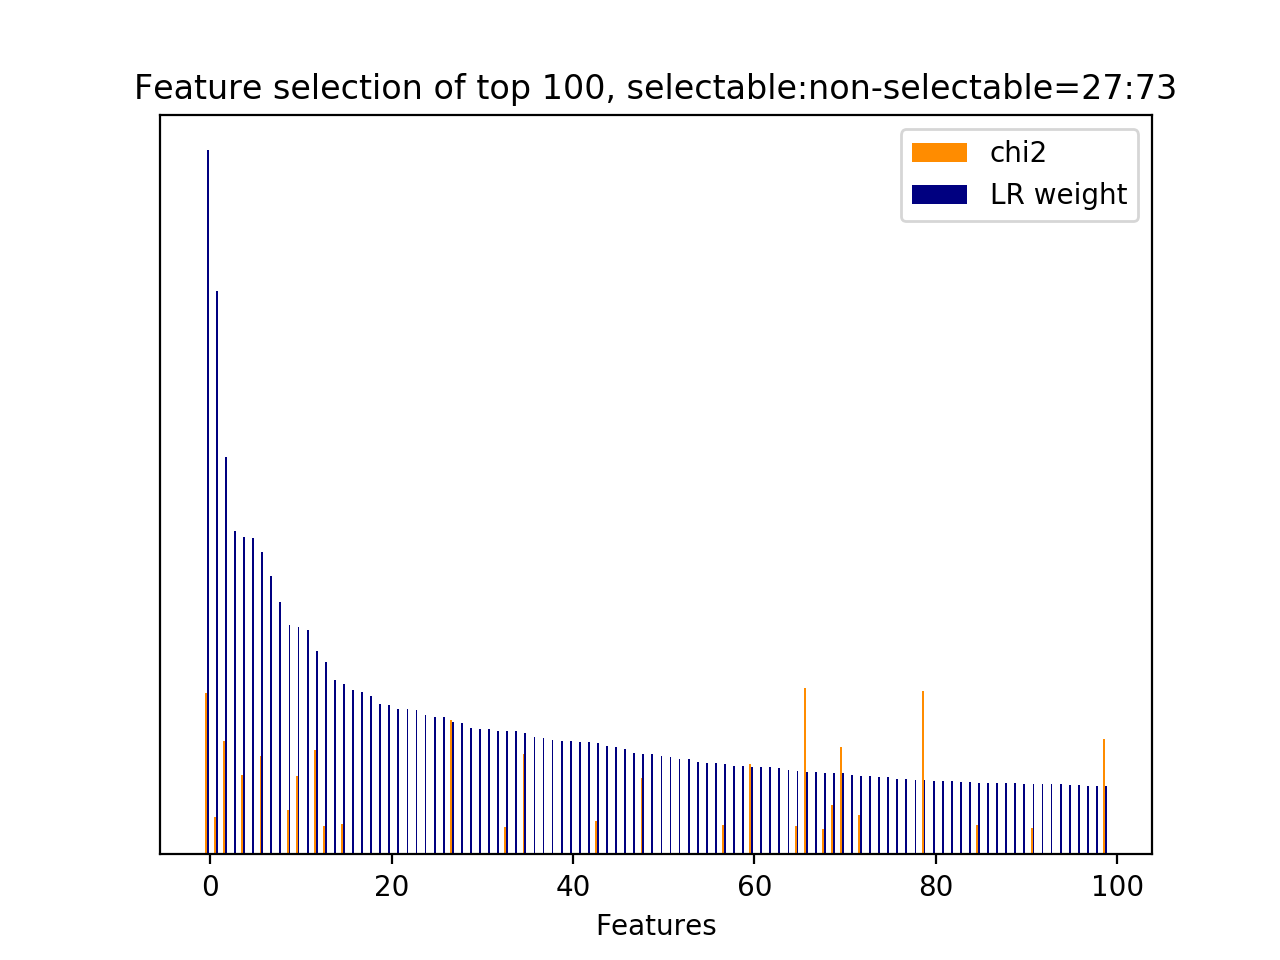 Feature selection of top 100, selectable:non-selectable=27:73
chi2
LR weight
0 20 40 60 80 100
Features